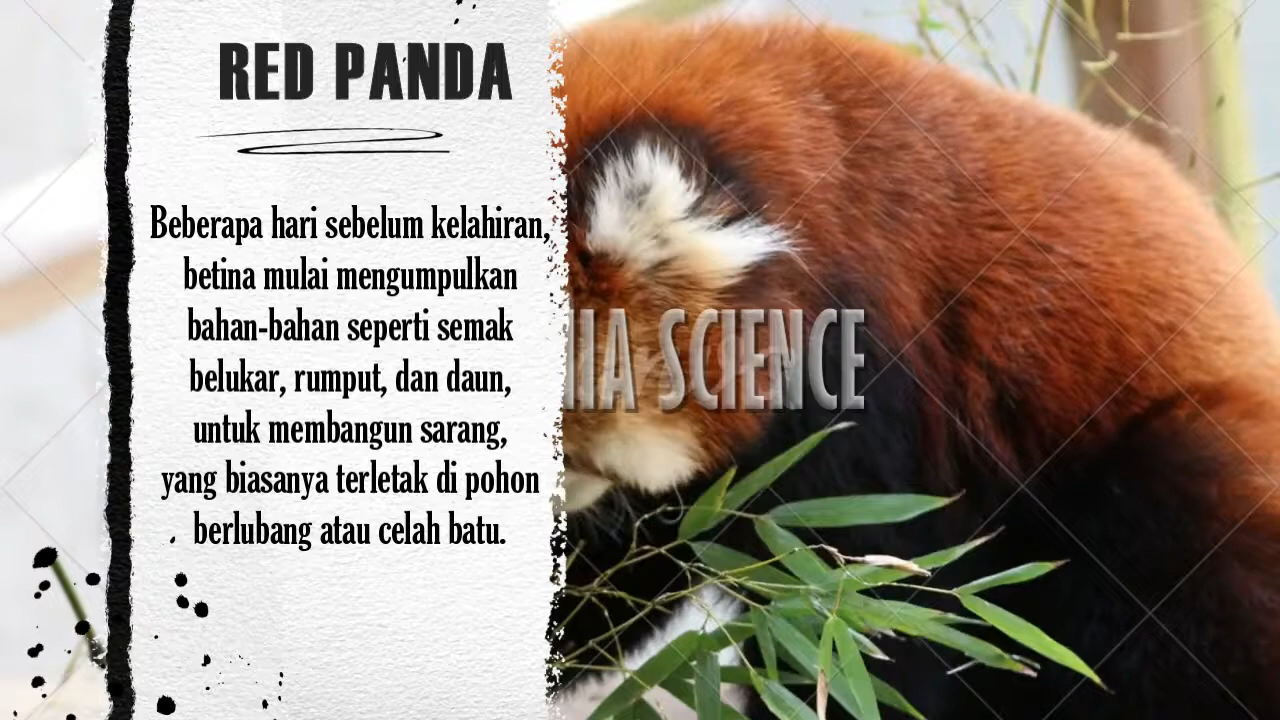 RED PANDA
Beberapa hari sebelum kelahiran,
betina mulai mengumpulkan
bahan-bahan seperti semak
belukar, rumput, dan daun,
untuk membangun sarang,
yang biasanya terletak di pohon
berlubang atau celah batu.
SCIENCE